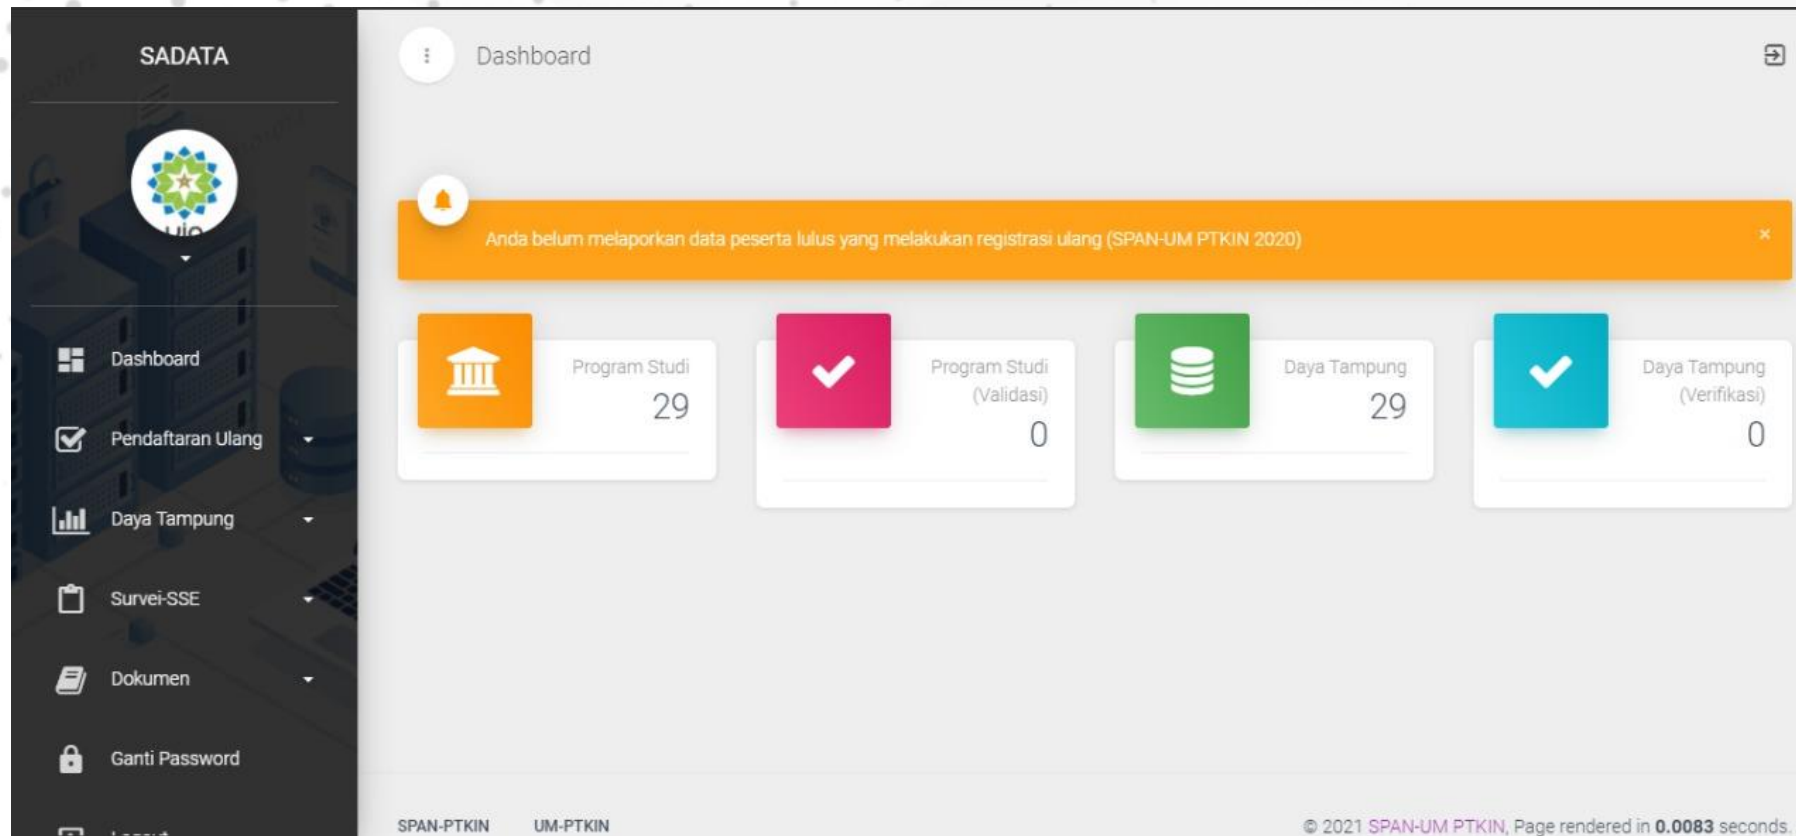 SADATA
Dashboard
Pendaftaran Ulang
Daya Tampung
Survei-SSE
Dokumen
Ganti Password
Dashboard
Anda belum melaporkan data peserta lulus yang melakukan registrasi ulang (SPAN-UM PTKIN 2020)
×
Program Studi
29
Program Studi
(Validasi)
0
Daya Tampung
29
Daya Tampung
(Verifikasi)
0
SPAN-PTKIN UM-PTKIN
© 2021 SPAN-UM PTKIN, Page rendered in 0.0083 seconds.